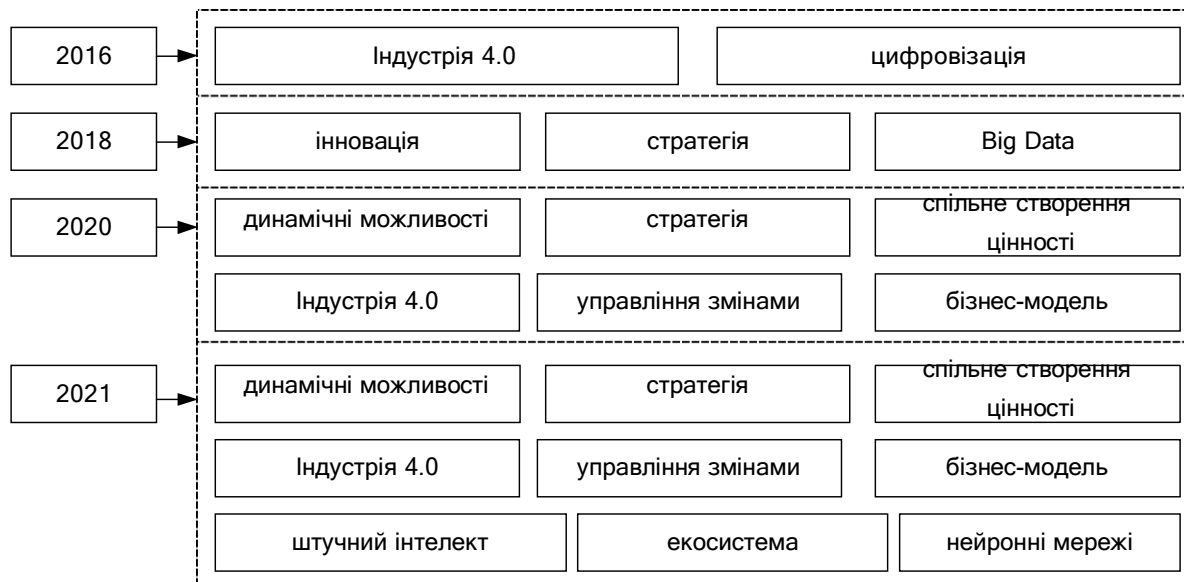 2016
Індустрія 4.0
цифровізація
2018
інновація
стратегія
Big Data
2020
динамічні можливості
стратегія
спільне створення
цінності
Індустрія 4.0
управління змінами
бізнес-модель
2021
динамічні можливості
стратегія
спільне створення
цінності
Індустрія 4.0
управління змінами
бізнес-модель
штучний інтелект
екосистема
нейронні мережі